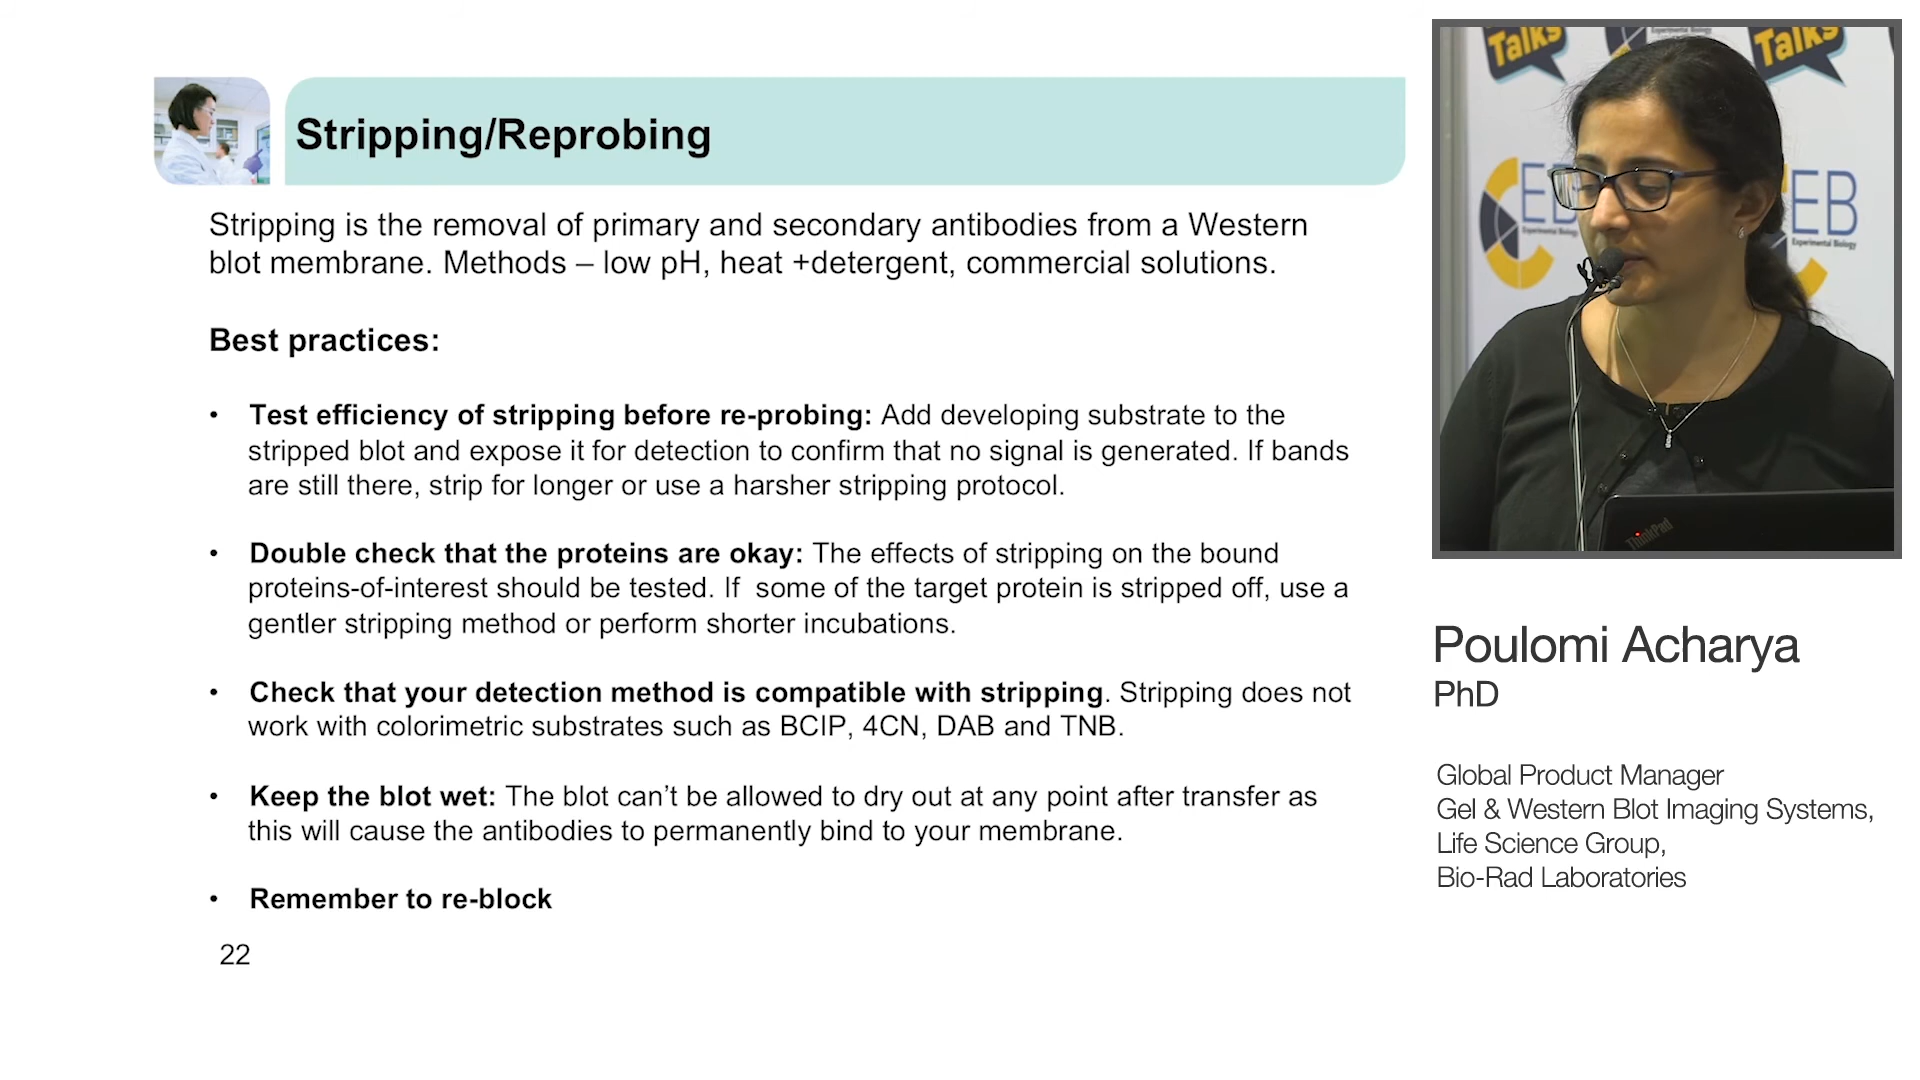 Stripping/Reprobing
Stripping is the removal of primary and secondary antibodies from a Western
blot membrane. Methods – low pH, heat +detergent, commercial solutions.
Best practices:
• Test efficiency of stripping before re-probing: Add developing substrate to the
stripped blot and expose it for detection to confirm that no signal is generated. If bands
are still there, strip for longer or use a harsher stripping protocol.
• Double check that the proteins are okay: The effects of stripping on the bound
proteins-of-interest should be tested. If  some of the target protein is stripped off, use a
gentler stripping method or perform shorter incubations.
• Check that your detection method is compatible with stripping. Stripping does not
work with colorimetric substrates such as BCIP, 4CN, DAB and TNB.
• Keep the blot wet: The blot can’t be allowed to dry out at any point after transfer as
this will cause the antibodies to permanently bind to your membrane.
• Remember to re-block
22
Talks
Talks
EB
Experimental Biology
EB
Experimental Biology
ThinkPad
Poulomi Acharya
PhD
Global Product Manager
Gel & Western Blot Imaging Systems,
Life Science Group,
Bio-Rad Laboratories